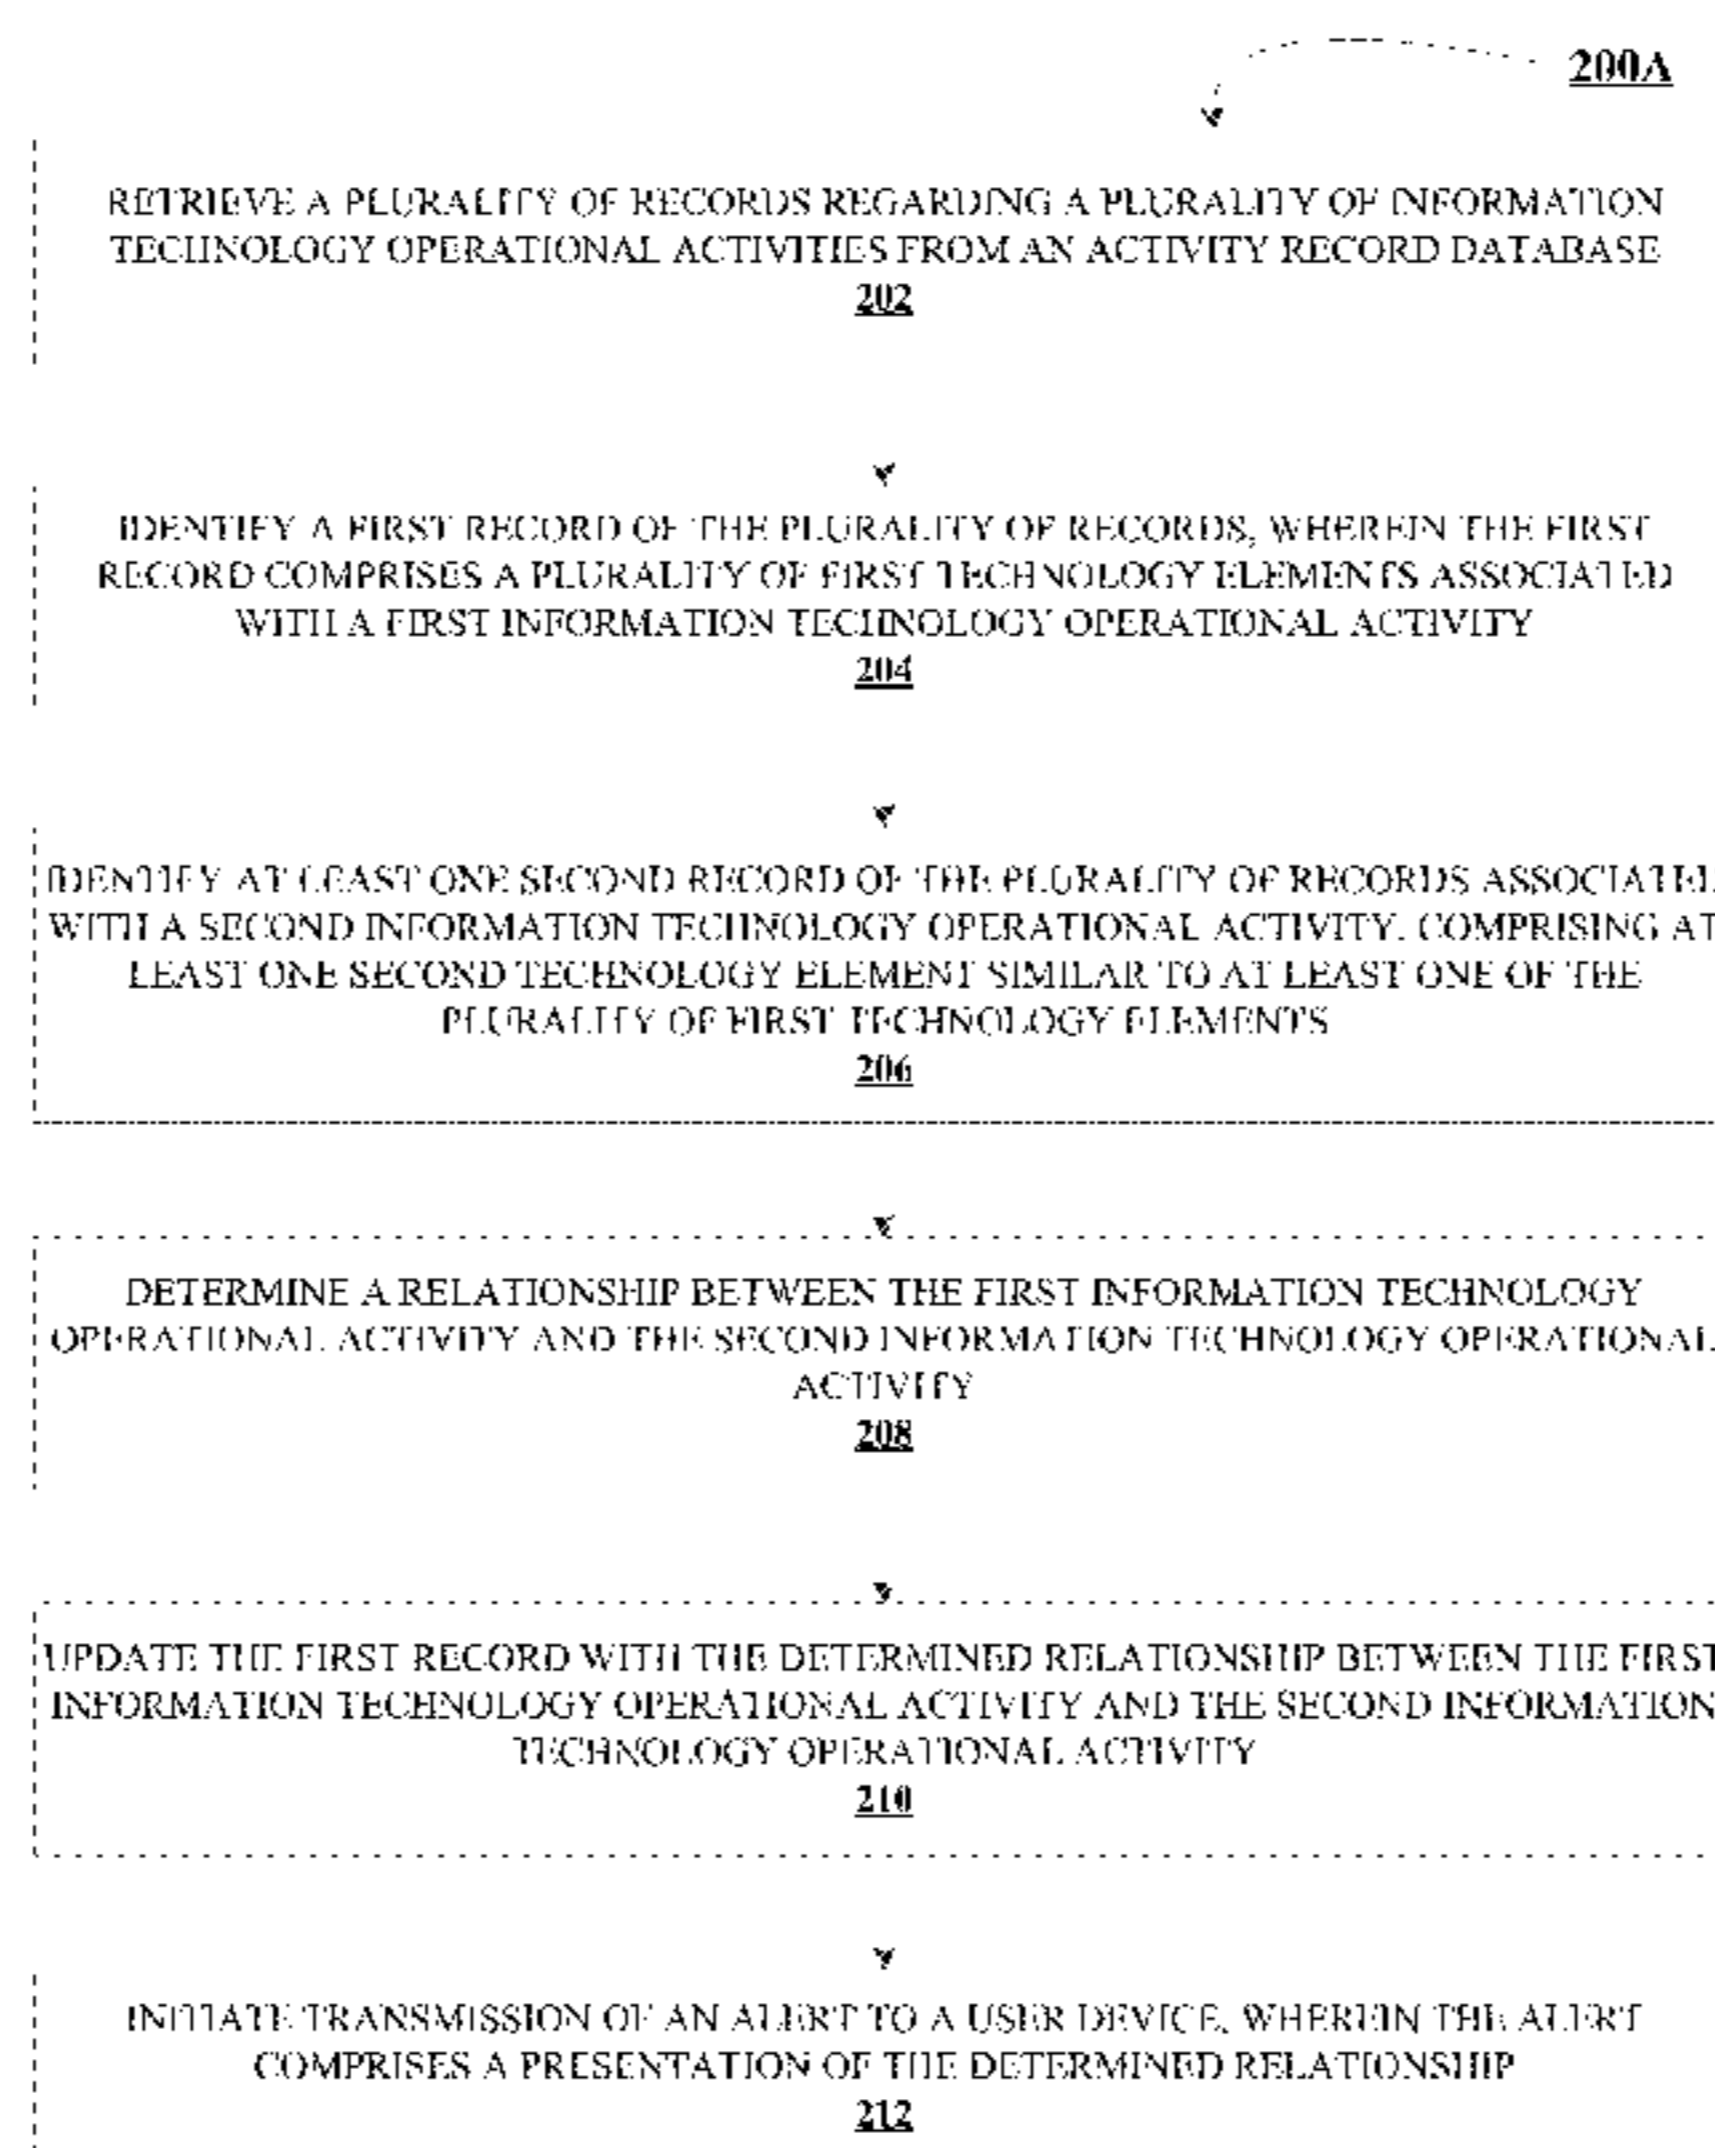 200A
RETRIEVE A PLURALITY OF RECORDS REGARDING A PLURALITY OF INFORMATION
TECHNOLOGY OPERATIONAL ACTIVITIES FROM AN ACTIVITY RECORD DATABASE
202
IDENTIFY A FIRST RECORD OF THE PLURALITY OF RECORDS, WHEREIN THE FIRST
RECORD COMPRISES A PLURALITY OF FIRST TECHNOLOGY ELEMENTS ASSOCIATED
WITH A FIRST INFORMATION TECHNOLOGY OPERATIONAL ACTIVITY
204
IDENTIFY AT LEAST ONE SECOND RECORD OF THE PLURALITY OF RECORDS ASSOCIATED
WITH A SECOND INFORMATION TECHNOLOGY OPERATIONAL ACTIVITY, COMPRISING AT
LEAST ONE SECOND TECHNOLOGY ELEMENT SIMILAR TO AT LEAST ONE OF THE
PLURALITY OF FIRST TECHNOLOGY ELEMENTS
206
DETERMINE A RELATIONSHIP BETWEEN THE FIRST INFORMATION TECHNOLOGY
OPERATIONAL ACTIVITY AND THE SECOND INFORMATION TECHNOLOGY OPERATIONAL
ACTIVITY
208
UPDATE THE FIRST RECORD WITH THE DETERMINED RELATIONSHIP BETWEEN THE FIRST
INFORMATION TECHNOLOGY OPERATIONAL ACTIVITY AND THE SECOND INFORMATION
TECHNOLOGY OPERATIONAL ACTIVITY
210
INITIATE TRANSMISSION OF AN ALERT TO A USER DEVICE, WHEREIN THE ALERT
COMPRISES A PRESENTATION OF THE DETERMINED RELATIONSHIP
212